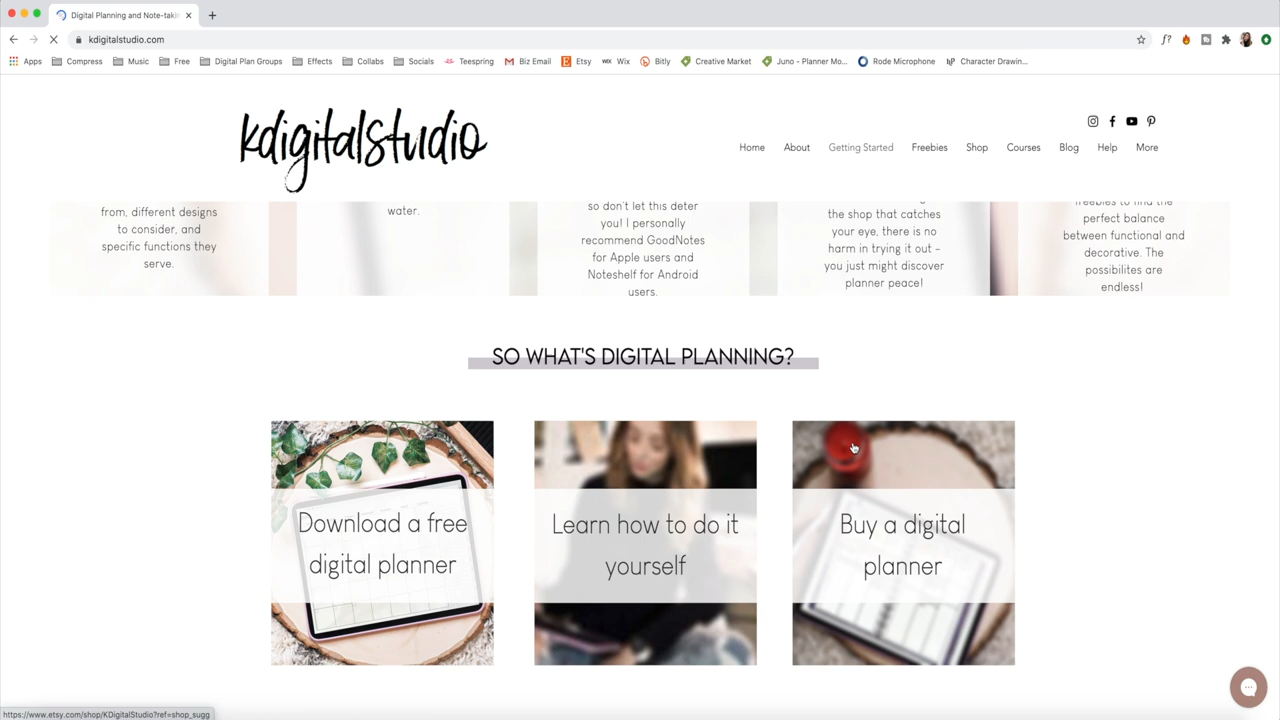 Digital Planning and Note-takin
kdigitalstudio.com
Apps Compress Music Free Digital Plan Groups Effects Collabs Socials Teespring Biz Email Etsy WIX Wix Bitly Creative Market Juno - Planner Mo... Rode Microphone Character Drawin...
kdigitalstudio
Home About Getting Started Freebies Shop Courses Blog Help More
from, different designs
to consider, and
specific functions they
serve.
water.
so don't let this deter
you! I personally
recommend GoodNotes
for Apple users and
Noteshelf for Android
users.
the shop that catches
your eye, there is no
harm in trying it out -
you just might discover
planner peace!
freebies to find the
perfect balance
between functional and
decorative. The
possibilites are
endless!
SO WHAT'S DIGITAL PLANNING?
Download a free
digital planner
Learn how to do it
yourself
Buy a digital
planner
https://www.etsy.com/shop/KDigitalStudio?ref=shop_sugg